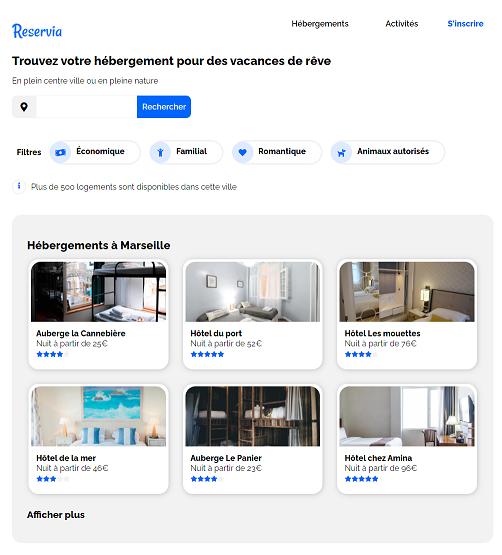 Reservia
Hébergements
Activités
S'inscrire
Trouvez votre hébergement pour des vacances de rêve
En plein centre ville ou en pleine nature
Rechercher
Filtres
Économique
Familial
Romantique
Animaux autorisés
Plus de 500 logements sont disponibles dans cette ville
Hébergements à Marseille
Auberge la Cannebière
Nuit à partir de 25€
Hôtel du port
Nuit à partir de 52€
Hôtel Les mouettes
Nuit à partir de 76€
Hôtel de la mer
Nuit à partir de 46€
Auberge Le Panier
Nuit à partir de 23€
Hôtel chez Amina
Nuit à partir de 96€
Afficher plus